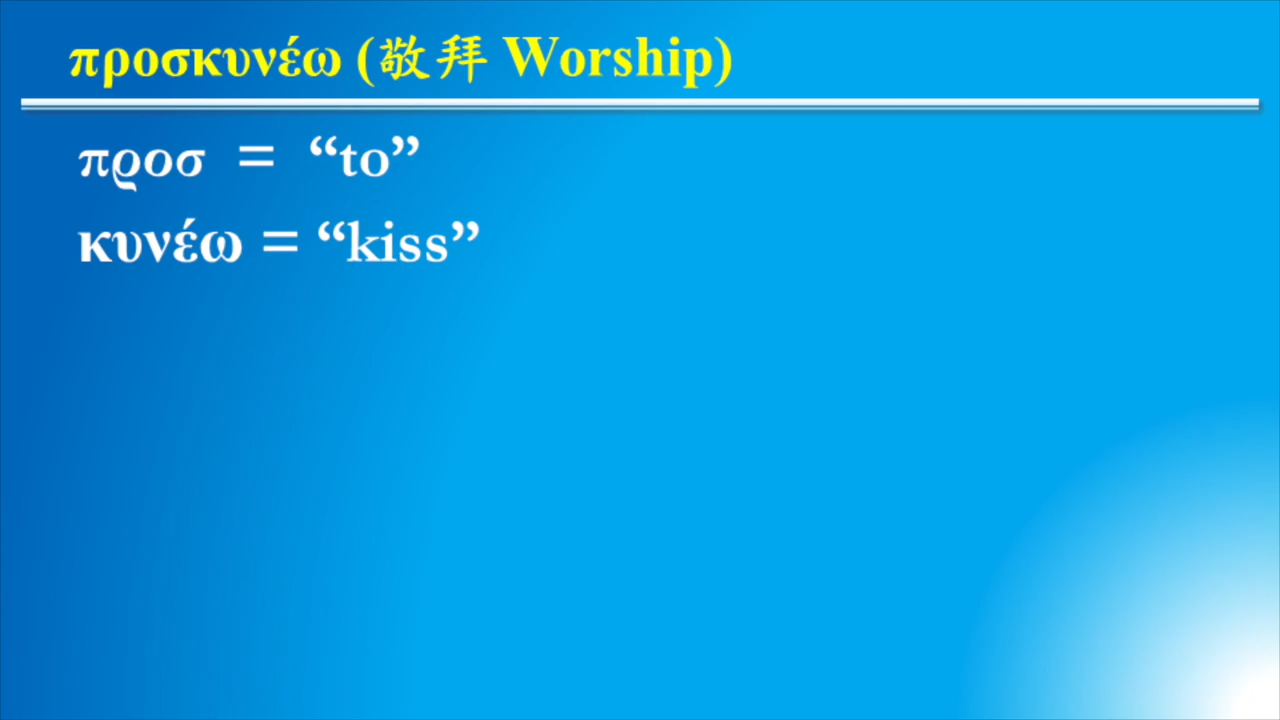 προσκυνέω (敬拜 Worship)
προσ = “to”
κυνέω = “kiss”